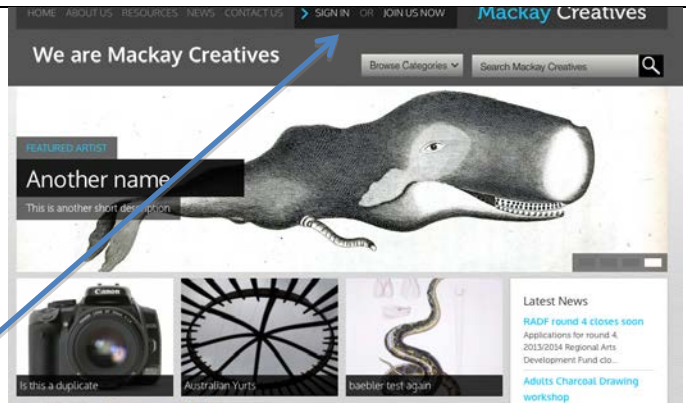 HOME ABOUT US RESOURCES NEWS CONTACT US > SIGN IN OR JOIN US NOW Mackay Creatives
We are Mackay Creatives
Browse Categories
Search Mackay Creatives
FEATURED ARTIST
Another name
This is another short description
Canon
Is this a duplicate
Australian Yurts
baebler test again
Latest News
RADF round 4 closes soon
Applications for round 4,
2013/2014 Regional Arts
Development Fund clo...
Adults Charcoal Drawing
workshop